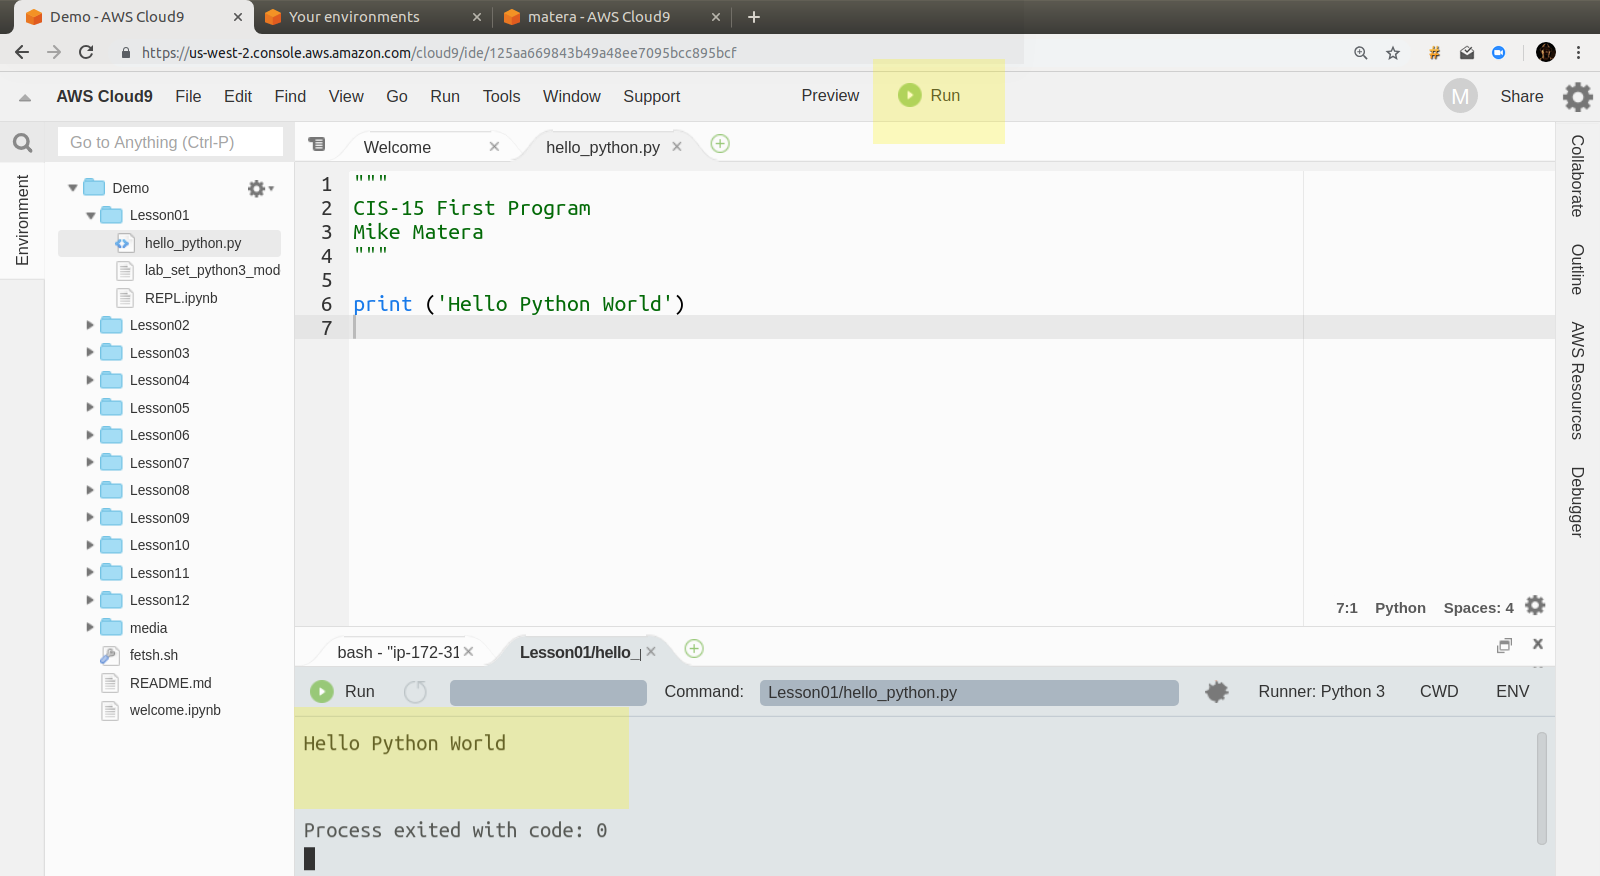 Demo - AWS Cloud9
Your environments
matera - AWS Cloud9
https://us-west-2.console.aws.amazon.com/cloud9/ide/125aa669843b49a48ee7095bcc895bcf
AWS Cloud9 File Edit Find View Go Run Tools Window Support Preview Run M Share
Go to Anything (Ctrl-P)
Environment
Demo
Lesson01
hello_python.py
lab_set_python3_mod
REPL.ipynb
Lesson02
Lesson03
Lesson04
Lesson05
Lesson06
Lesson07
Lesson08
Lesson09
Lesson10
Lesson11
Lesson12
media
fetsh.sh
README.md
welcome.ipynb
Welcome
hello_python.py
1 """
2 CIS-15 First Program
3 Mike Matera
4 """
5
6 print ('Hello Python World')
7
7:1 Python Spaces: 4
Collaborate
Outline
AWS Resources
Debugger
bash - "ip-172-31
Lesson01/hello_
Run Command: Lesson01/hello_python.py Runner: Python 3 CWD ENV
Hello Python World
Process exited with code: 0